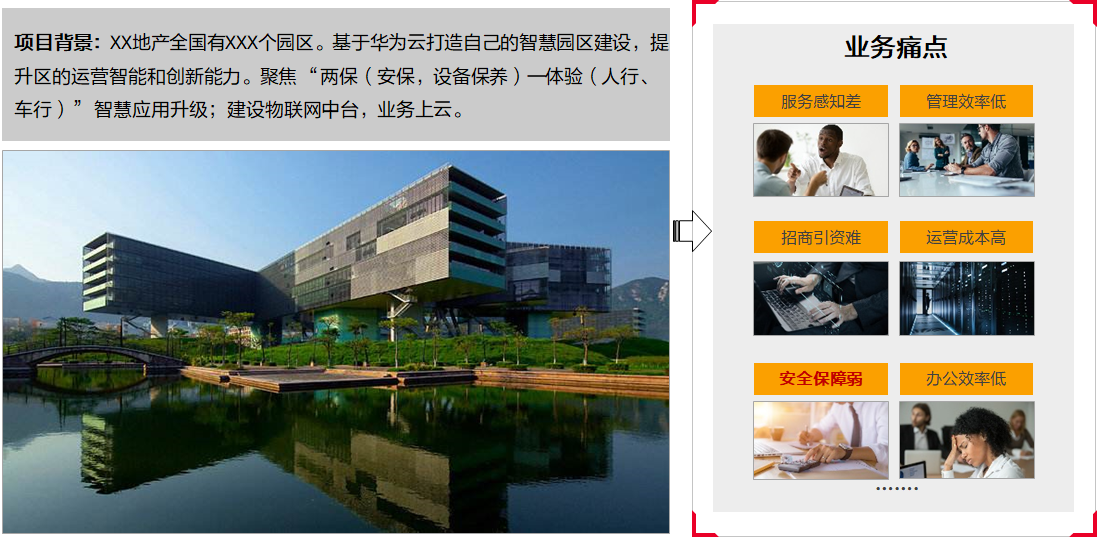 项目背景：XX地产全国有XXX个园区。基于华为云打造自己的智慧园区建设，提
升区的运营智能和创新能力。聚焦“两保（安保，设备保养）一体验（人行、
车行）”智慧应用升级；建设物联网中台，业务上云。
业务痛点
服务感知差
管理效率低
招商引资难
运营成本高
安全保障弱
办公效率低
.......